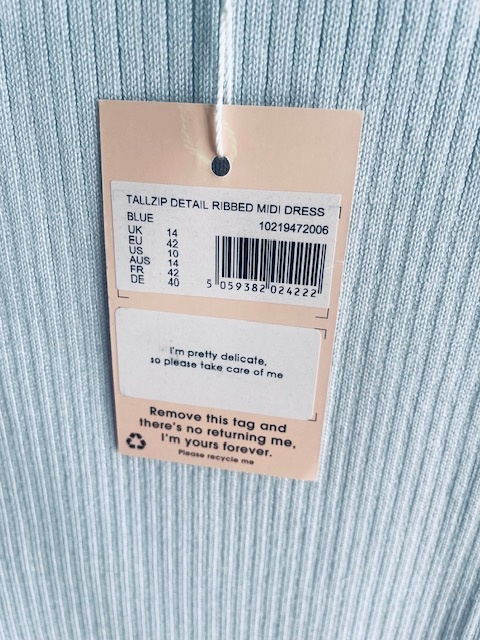 TALLZIP DETAIL RIBBED MIDI DRESS
BLUE 10219472006
UK 14
EU 42
US 10
AUS 14
FR 42
DE 40
5 059382 024222
I'm pretty delicate,
so please take care of me
Remove this tag and
there's no returning me,
I'm yours forever.
Please recycle me